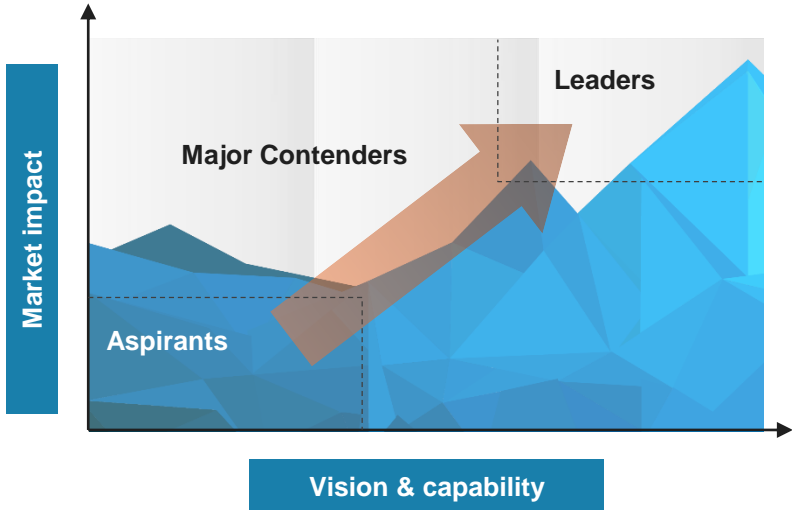 Leaders
Major Contenders
Market impact
Aspirants
Vision & capability